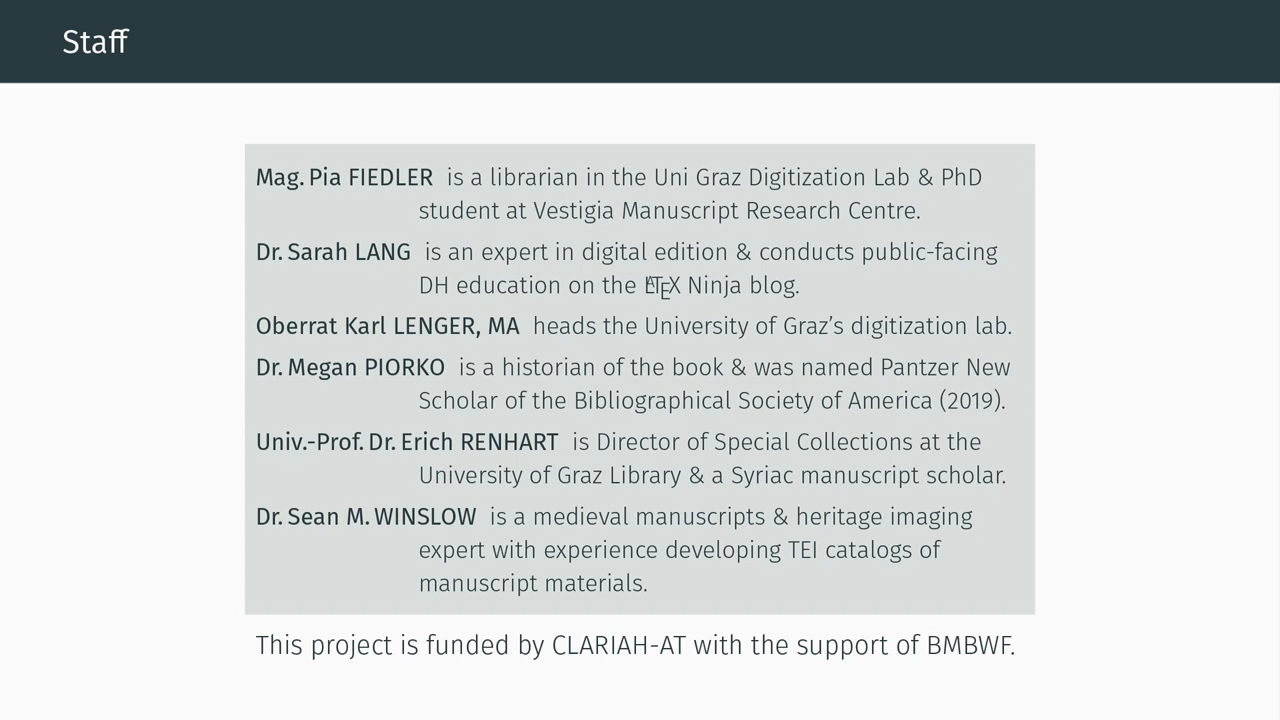 Staff
Mag. Pia FIEDLER is a librarian in the Uni Graz Digitization Lab & PhD
student at Vestigia Manuscript Research Centre.
Dr. Sarah LANG is an expert in digital edition & conducts public-facing
DH education on the LATEX Ninja blog.
Oberrat Karl LENGER, MA heads the University of Graz’s digitization lab.
Dr. Megan PIORKO is a historian of the book & was named Pantzer New
Scholar of the Bibliographical Society of America (2019).
Univ.-Prof. Dr. Erich RENHART is Director of Special Collections at the
University of Graz Library & a Syriac manuscript scholar.
Dr. Sean M. WINSLOW is a medieval manuscripts & heritage imaging
expert with experience developing TEI catalogs of
manuscript materials.
This project is funded by CLARIAH-AT with the support of BMBWF.